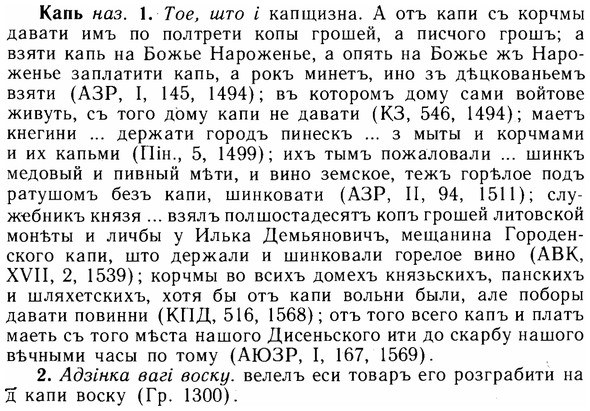 Капь наз. 1. Тое, што і капщизна. А отъ капи съ корчмы
давати имъ по полтрети копы грошей, а писчого грошъ; а
взяти капь на Божье Нароженье, а опять на Божье жъ Наро-
женье заплатити капь, а рокъ минетъ, ино зъ дѣцкованьемъ
взяти (АЗР, I, 145, 1494); въ которомъ дому сами войтове
живуть, съ того дому капи не давати (КЗ, 546, 1494); маетъ
кнегини ... держати городъ пинескъ ... з мыты и корчмами
и их капьми (Пін., 5, 1499); ихъ тымъ пожаловали ... шинкъ
медовый и пивный мѣти, и вино земское, тежъ горѣлое подъ
ратушомъ безъ капи, шинковати (АЗР, II, 94, 1511); слу-
жебникъ князя ... взялъ полшостадесятъ копъ грошей литовской
монѣты и личбы у Илька Демьяновичъ, мещанина Городен-
ского капи, што держали и шинковали горелое вино (АВК,
XVII, 2, 1539); корчмы во всихъ домехъ князьскихъ, панскихъ
и шляхетскихъ, хотя бы отъ капи вольни были, але поборы
давати повинни (КПД, 516, 1568); от того всего капъ и платъ
маеть съ того мѣста нашого Дисеньского ити до скарбу нашого
вѣчными часы по тому (АЮЗР, I, 167, 1569).
2. Адзінка вагі воску. велелъ еси товаръ его розграбити на
д҃ капи воску (Гр. 1300).